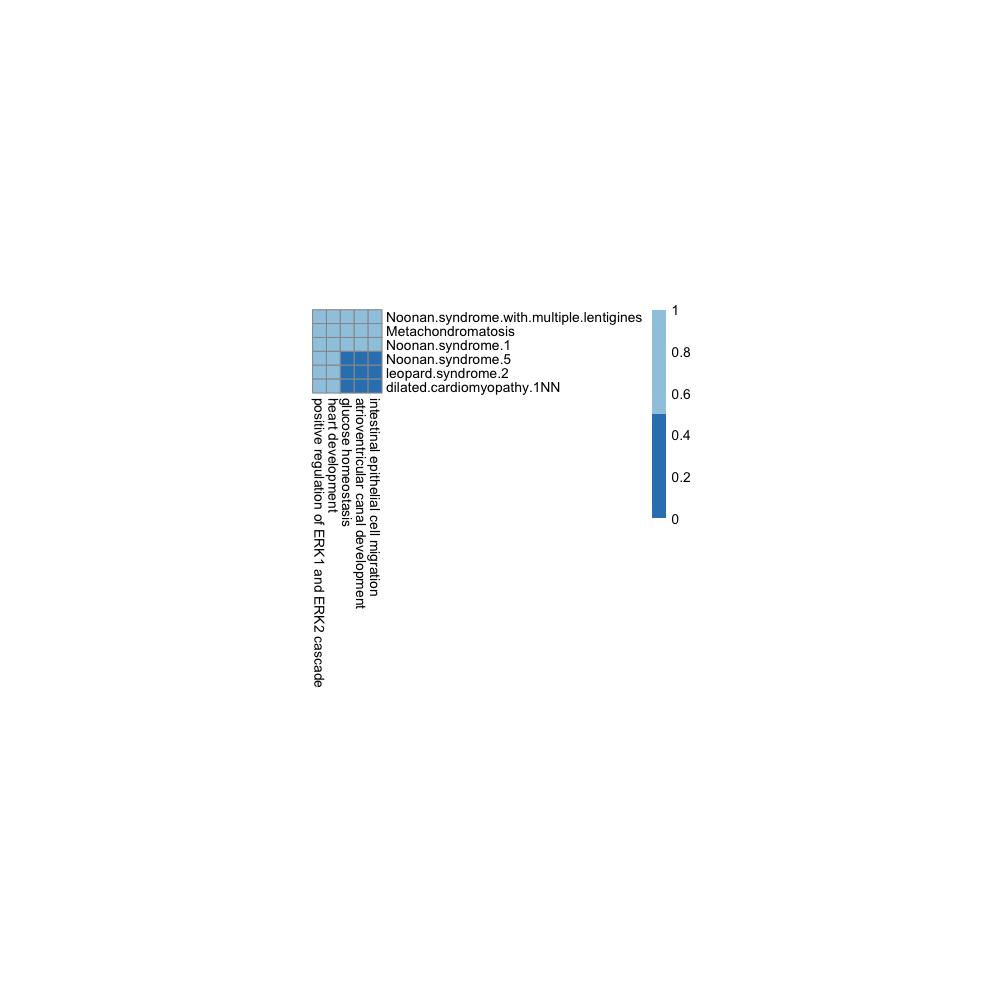 Noonan.syndrome.with.multiple.lentigines
Metachondromatosis
Noonan.syndrome.1
Noonan.syndrome.5
leopard.syndrome.2
dilated.cardiomyopathy.1NN
positive regulation of ERK1 and ERK2 cascade
heart development
glucose homeostasis
atrioventricular canal development
intestinal epithelial cell migration
1
0.8
0.6
0.4
0.2
0